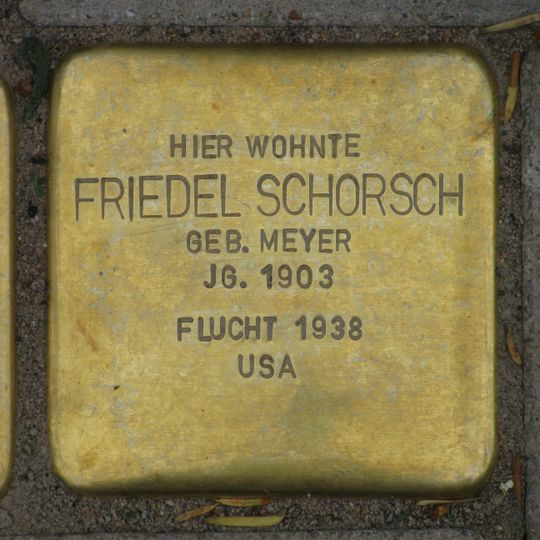 HIER WOHNTE
FRIEDEL SCHORSCH
GEB. MEYER
JG. 1903
FLUCHT 1938
USA